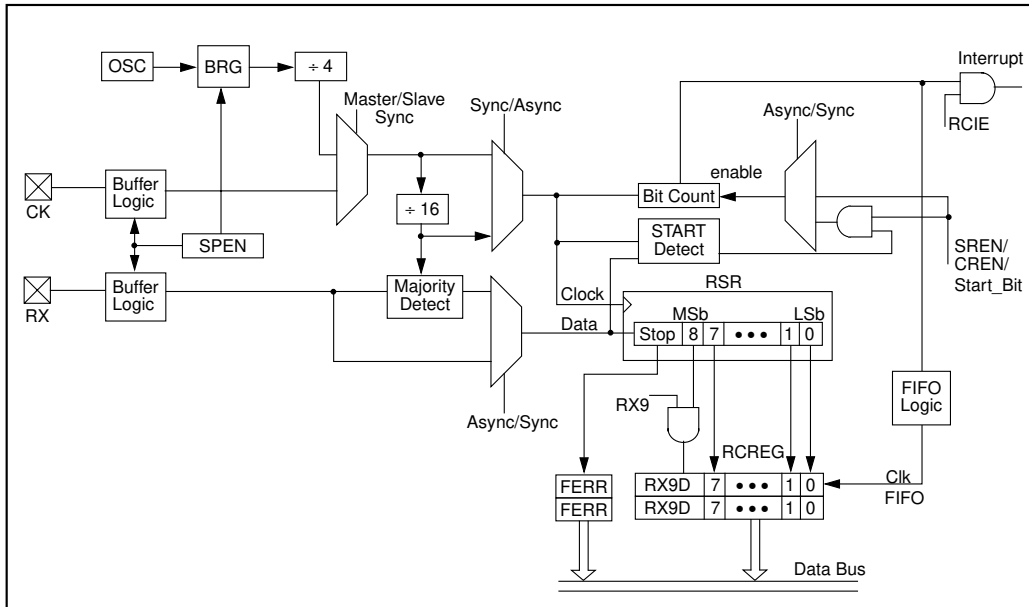 OSC
BRG
÷ 4
Interrupt
Master/Slave
Sync
Sync/Async
Async/Sync
RCIE
CK
Buffer
Logic
enable
Bit Count
÷ 16
SPEN
START
Detect
SREN/
CREN/
Start_Bit
RX
Buffer
Logic
Majority
Detect
Clock
RSR
MSb
LSb
Data
Stop 8 7 ••• 1 0
Async/Sync
RX9
FIFO
Logic
RCREG
FERR
RX9D 7 ••• 1 0
Clk
FIFO
FERR
RX9D 7 ••• 1 0
Data Bus